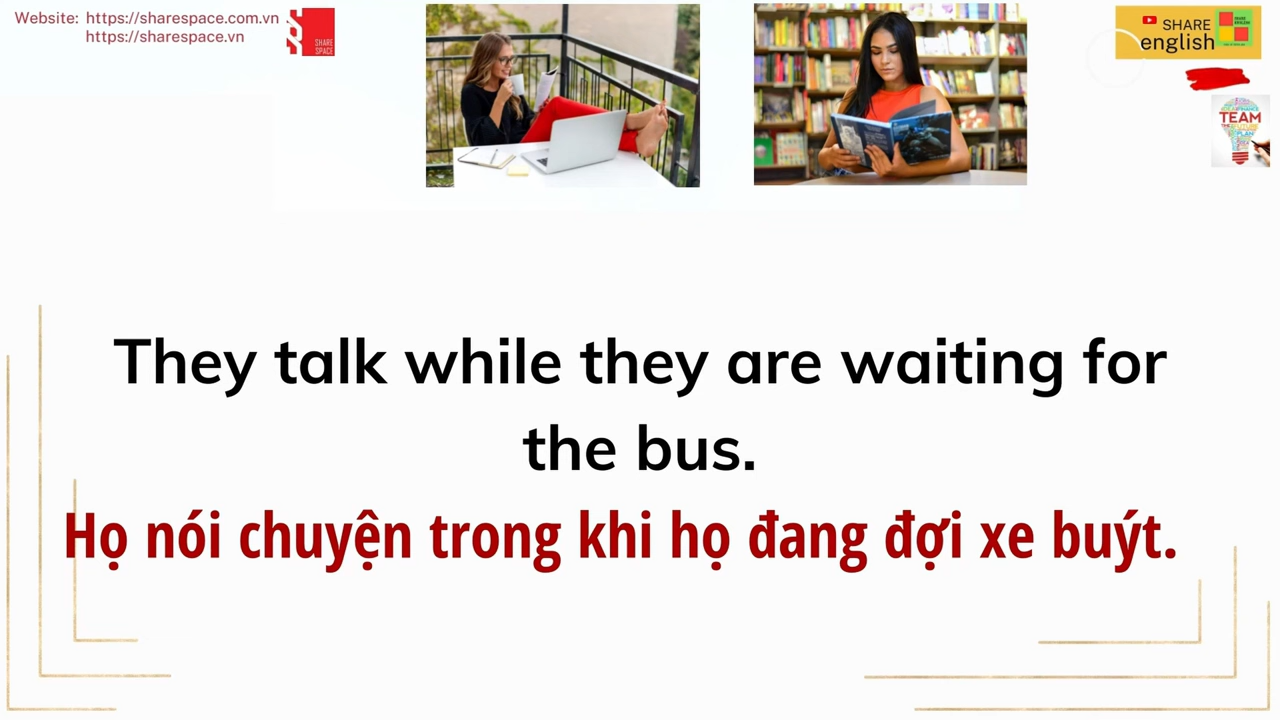 Website: https://sharespace.com.vn
https://sharespace.vn
SHARE
SPACE
SHARE
english
TEAM
PLAN
They talk while they are waiting for
the bus.
Họ nói chuyện trong khi họ đang đợi xe buýt.